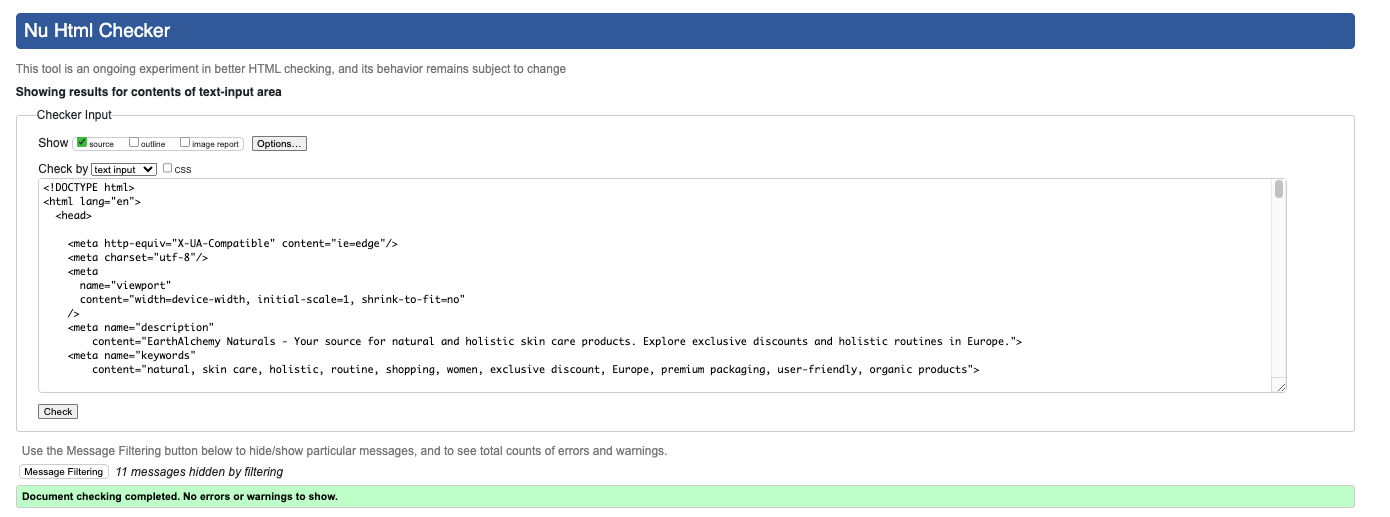 Nu Html Checker
This tool is an ongoing experiment in better HTML checking, and its behavior remains subject to change
Showing results for contents of text-input area
Checker Input
Show source outline image report Options...
Check by text input CSS
<!DOCTYPE html>
<html lang="en">
  <head>
    <meta http-equiv="X-UA-Compatible" content="ie=edge"/>
    <meta charset="utf-8"/>
    <meta
      name="viewport"
      content="width=device-width, initial-scale=1, shrink-to-fit=no"
    />
    <meta name="description"
        content="EarthAlchemy Naturals - Your source for natural and holistic skin care products. Explore exclusive discounts and holistic routines in Europe.">
    <meta name="keywords"
        content="natural, skin care, holistic, routine, shopping, women, exclusive discount, Europe, premium packaging, user-friendly, organic products">
Check
Use the Message Filtering button below to hide/show particular messages, and to see total counts of errors and warnings.
Message Filtering 11 messages hidden by filtering
Document checking completed. No errors or warnings to show.